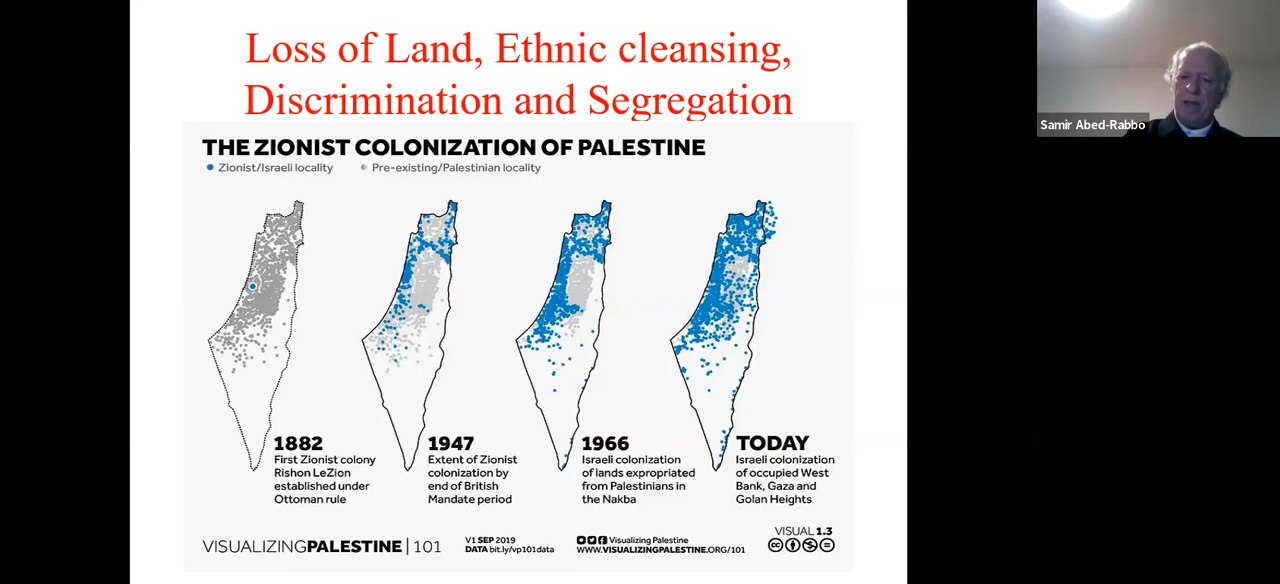 Loss of Land, Ethnic cleansing,
Discrimination and Segregation
Samir Abed-Rabbo
THE ZIONIST COLONIZATION OF PALESTINE
Zionist/Israeli locality
Pre-existing/Palestinian locality
1882
First Zionist colony
Rishon LeZion
established under
Ottoman rule
1947
Extent of Zionist
colonization by
end of British
Mandate period
1966
Israeli colonization
of lands expropriated
from Palestinians in
the Nakba
TODAY
Israeli colonization
of occupied West
Bank, Gaza and
Golan Heights
VISUALIZINGPALESTINE | 101
V1 SEP 2019
DATA bit.ly/vp101data
Visualizing Palestine
WWW.VISUALIZINGPALESTINE.ORG/101
VISUAL 1.3